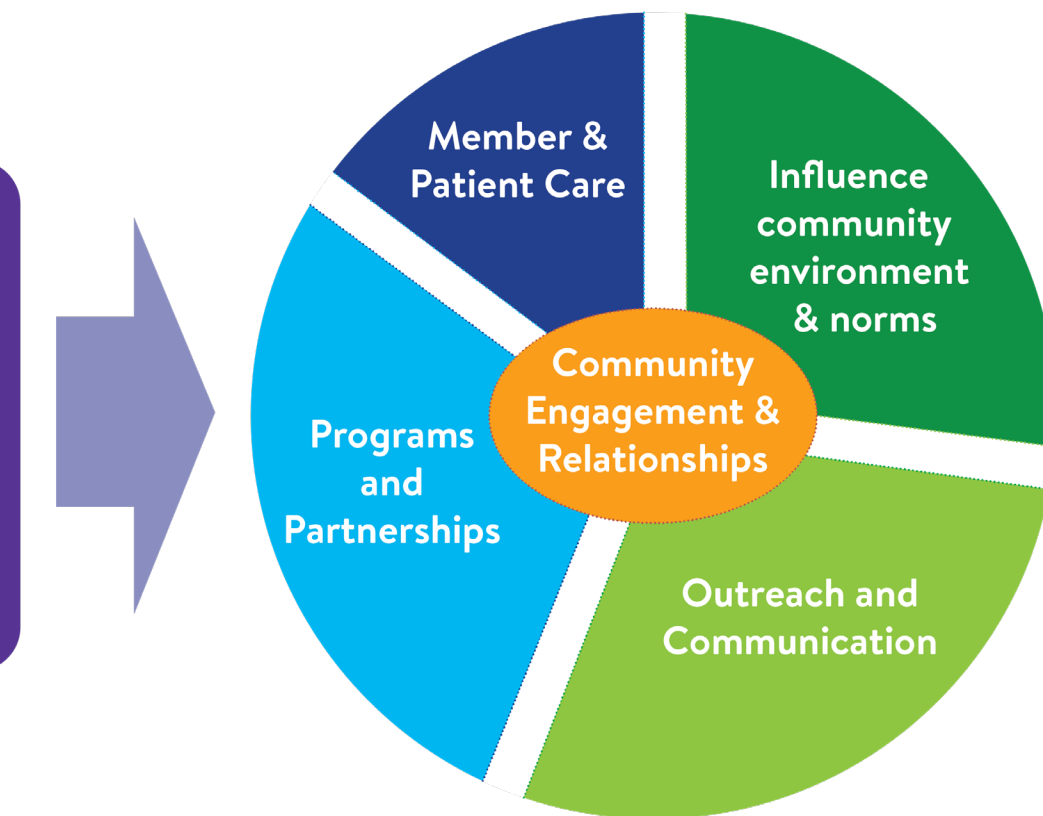 Member &
Patient Care
Influence
community
environment
& norms
Community
Engagement &
Relationships
Programs
and
Partnerships
Outreach and
Communication